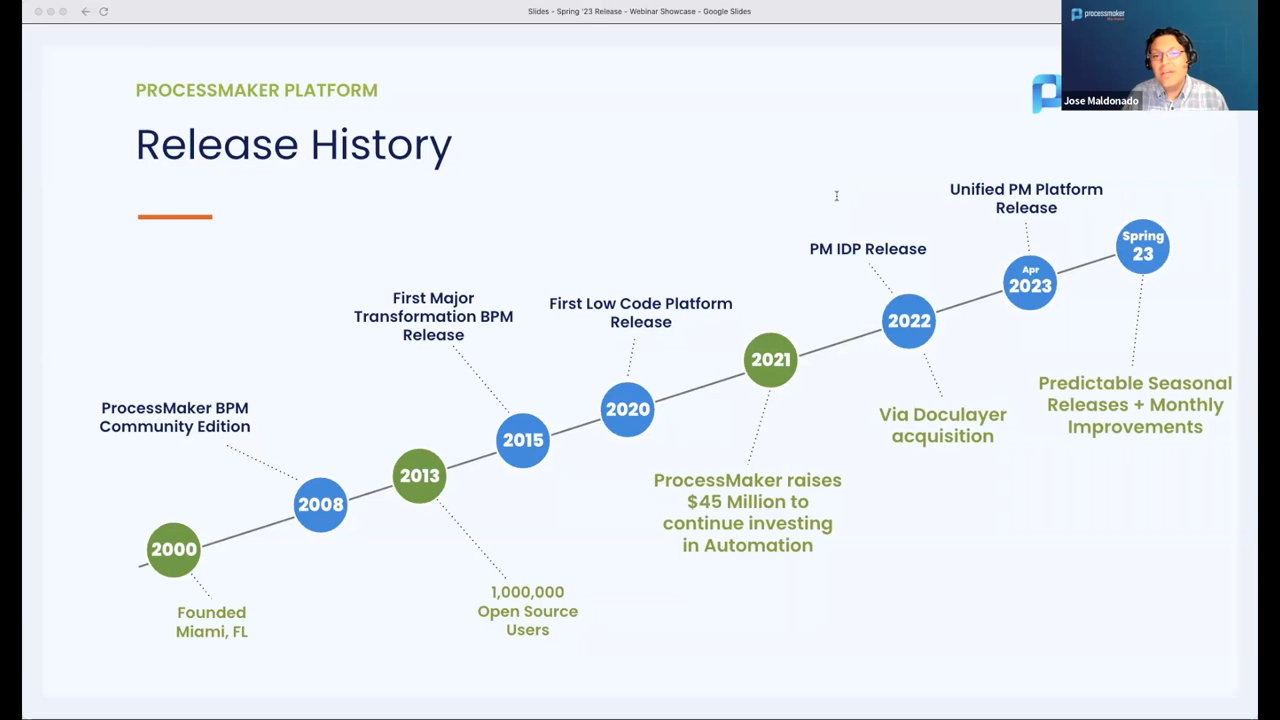 Slides - Spring '23 Release - Webinar Showcase - Google Slides
processmaker
Jose Maldonado
PROCESSMAKER PLATFORM
Release History
Unified PM Platform
Release
Spring
23
PM IDP Release
Apr
2023
First Major
Transformation BPM
Release
First Low Code Platform
Release
2022
2021
Predictable Seasonal
Releases + Monthly
Improvements
ProcessMaker BPM
Community Edition
2020
Via Doculayer
acquisition
2015
2013
ProcessMaker raises
$45 Million to
continue investing
in Automation
2008
2000
1,000,000
Open Source
Users
Founded
Miami, FL